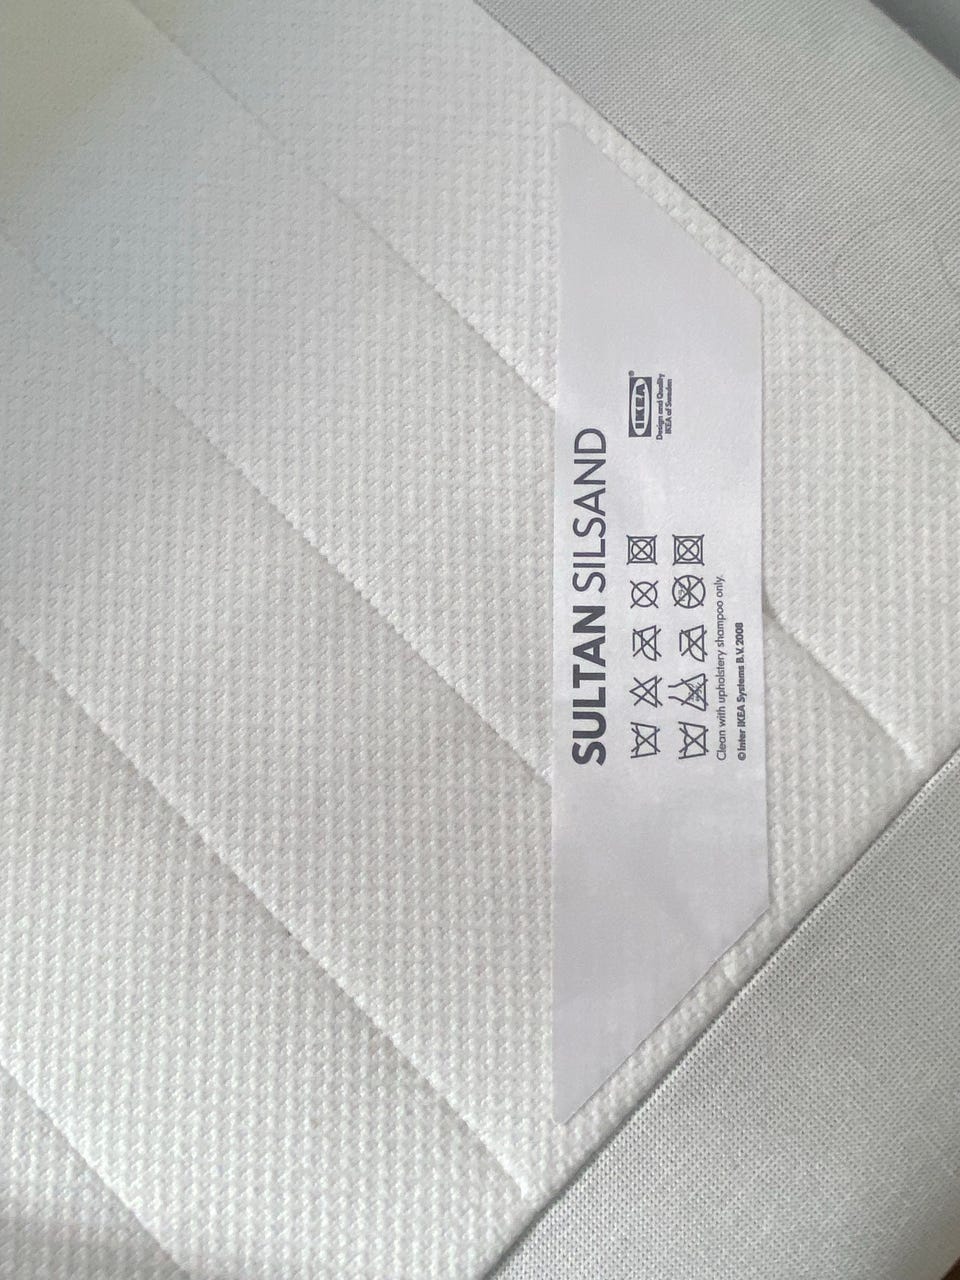 SULTAN SILSAND
IKEA®
Design and Quality
IKEA of Sweden
Clean with upholstery shampoo only.
© Inter IKEA Systems B.V. 2008